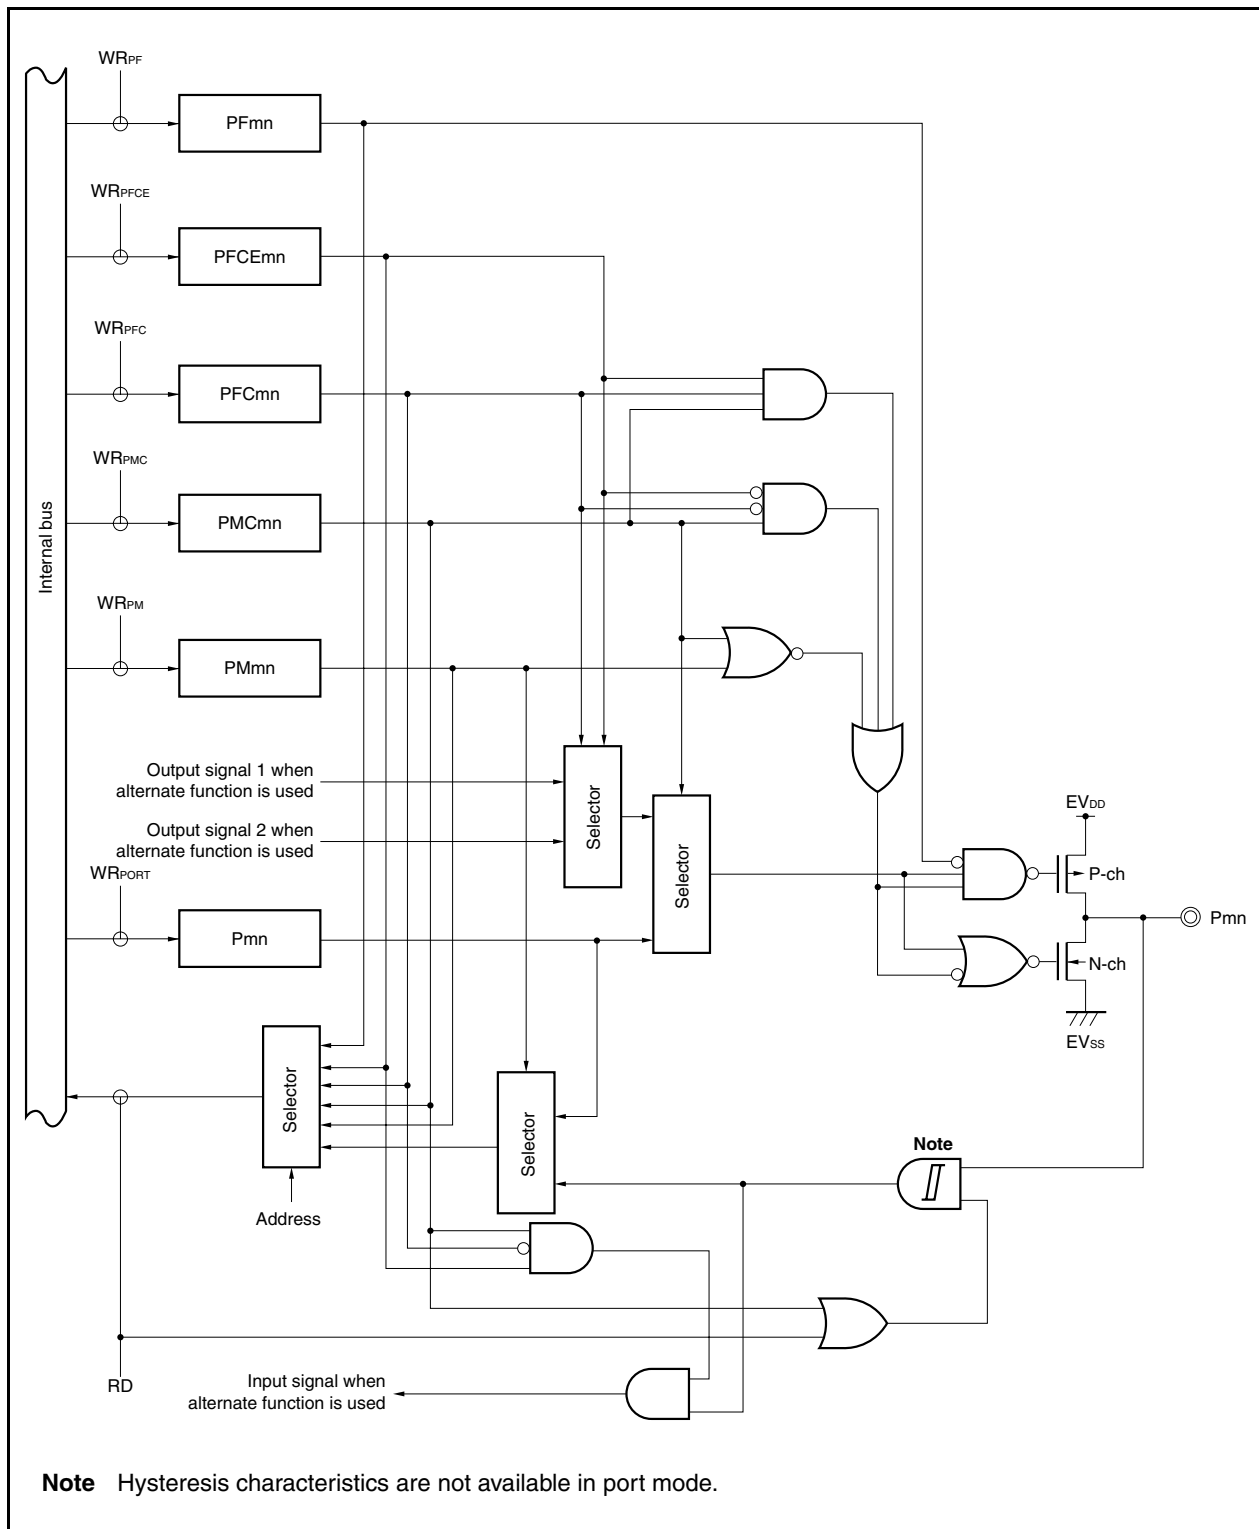 WRPF
PFmn
WRPFCE
PFCEmn
WRPFC
PFCmn
WRPMC
PMCmn
Internal bus
WRPM
PMmn
Output signal 1 when
alternate function is used
Output signal 2 when
alternate function is used
Selector
Selector
WRPORT
Pmn
EVDD
P-ch
Pmn
N-ch
EVSS
Selector
Address
Selector
Note
RD
Input signal when
alternate function is used
Note Hysteresis characteristics are not available in port mode.